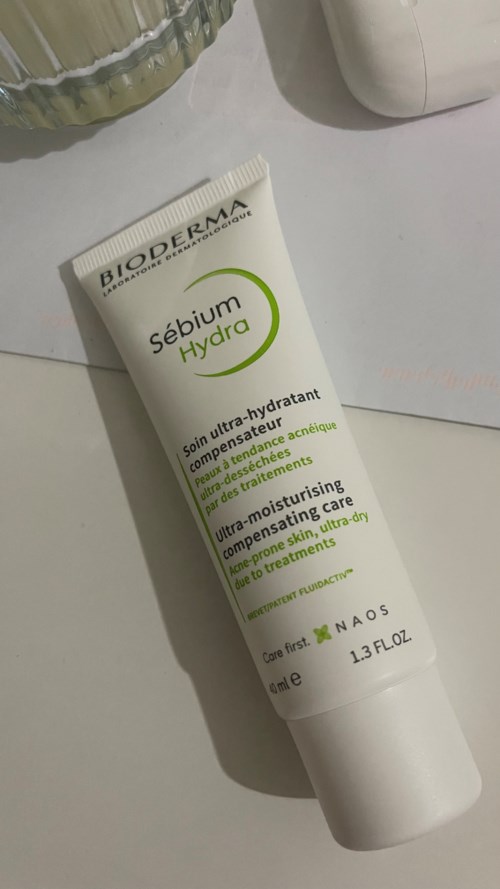 BIODERMA
LABORATOIRE DERMATOLOGIQUE
Sébium
Hydra
Soin ultra-hydratant
compensateur
Peaux à tendance acnéique
ultra-desséchées
par des traitements
Ultra-moisturising
compensating care
Acne-prone skin, ultra-dry
due to treatments
BREVET/PATENT FLUIDACTIV™
Care first. NAOS
40 ml e 1.3 FL.OZ.